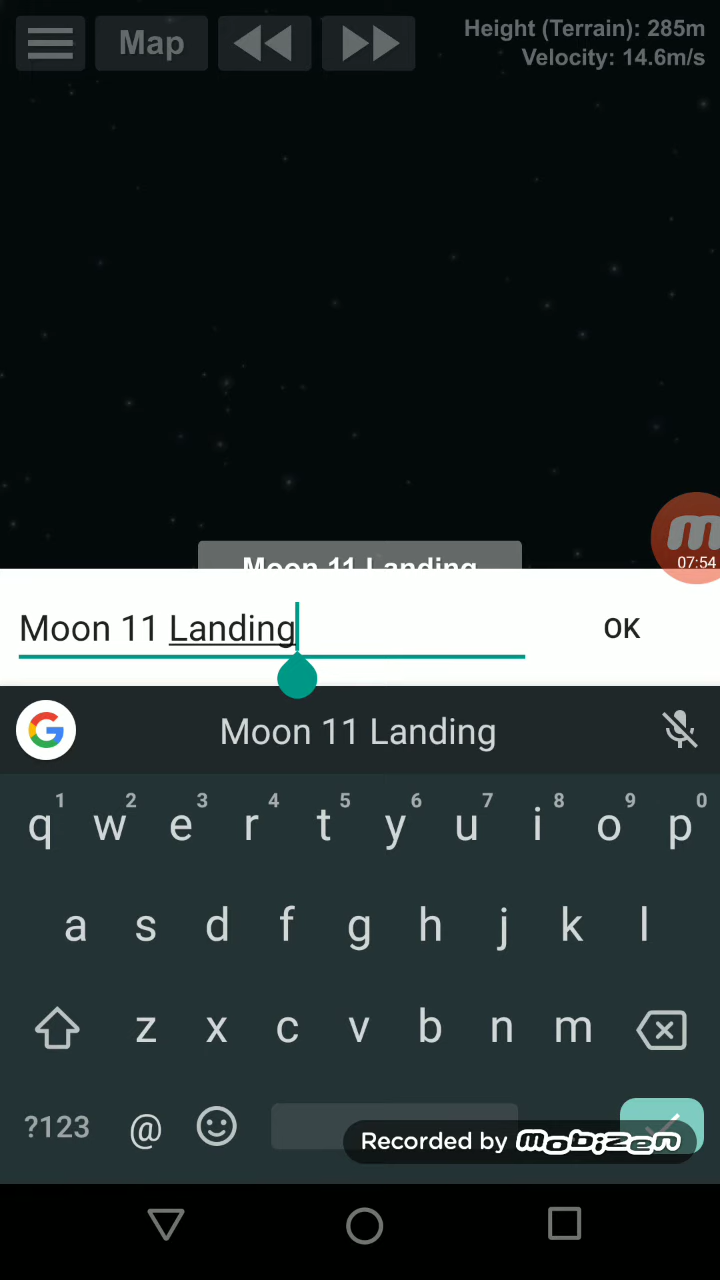 Map
Height (Terrain): 285m
Velocity: 14.6m/s
07:54
Moon 11 Landing
Moon 11 Landing
OK
Moon 11 Landing
1 2 3 4 5 6 7 8 9 0
q w e r t y u i o p
a s d f g h j k l
z x c v b n m
?123 @
Recorded by mobizen